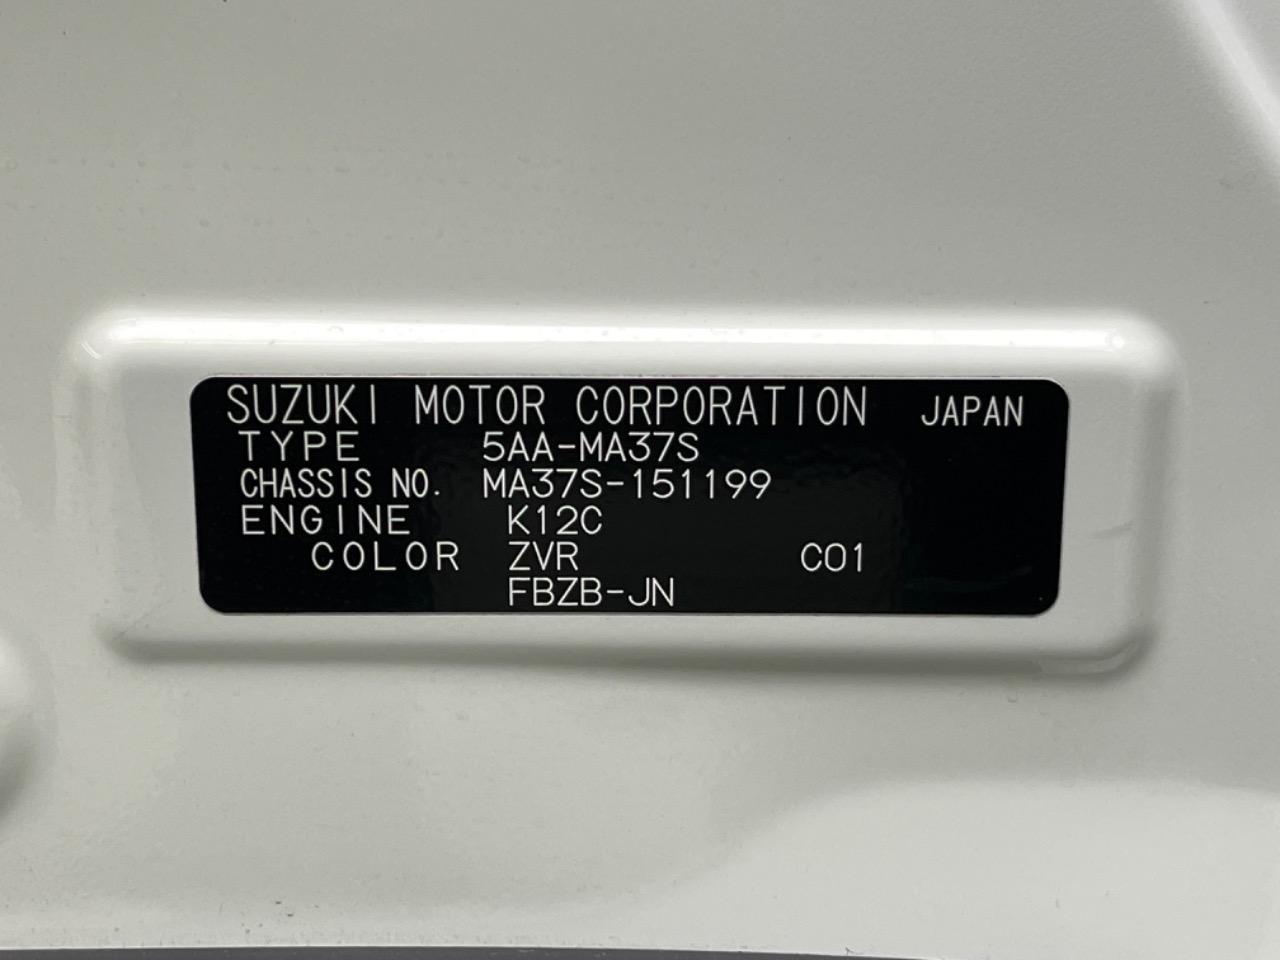 SUZUKI MOTOR CORPORATION JAPAN
TYPE 5AA-MA37S
CHASSIS NO. MA37S-151199
ENGINE K12C
COLOR ZVR C01
FBZB-JN